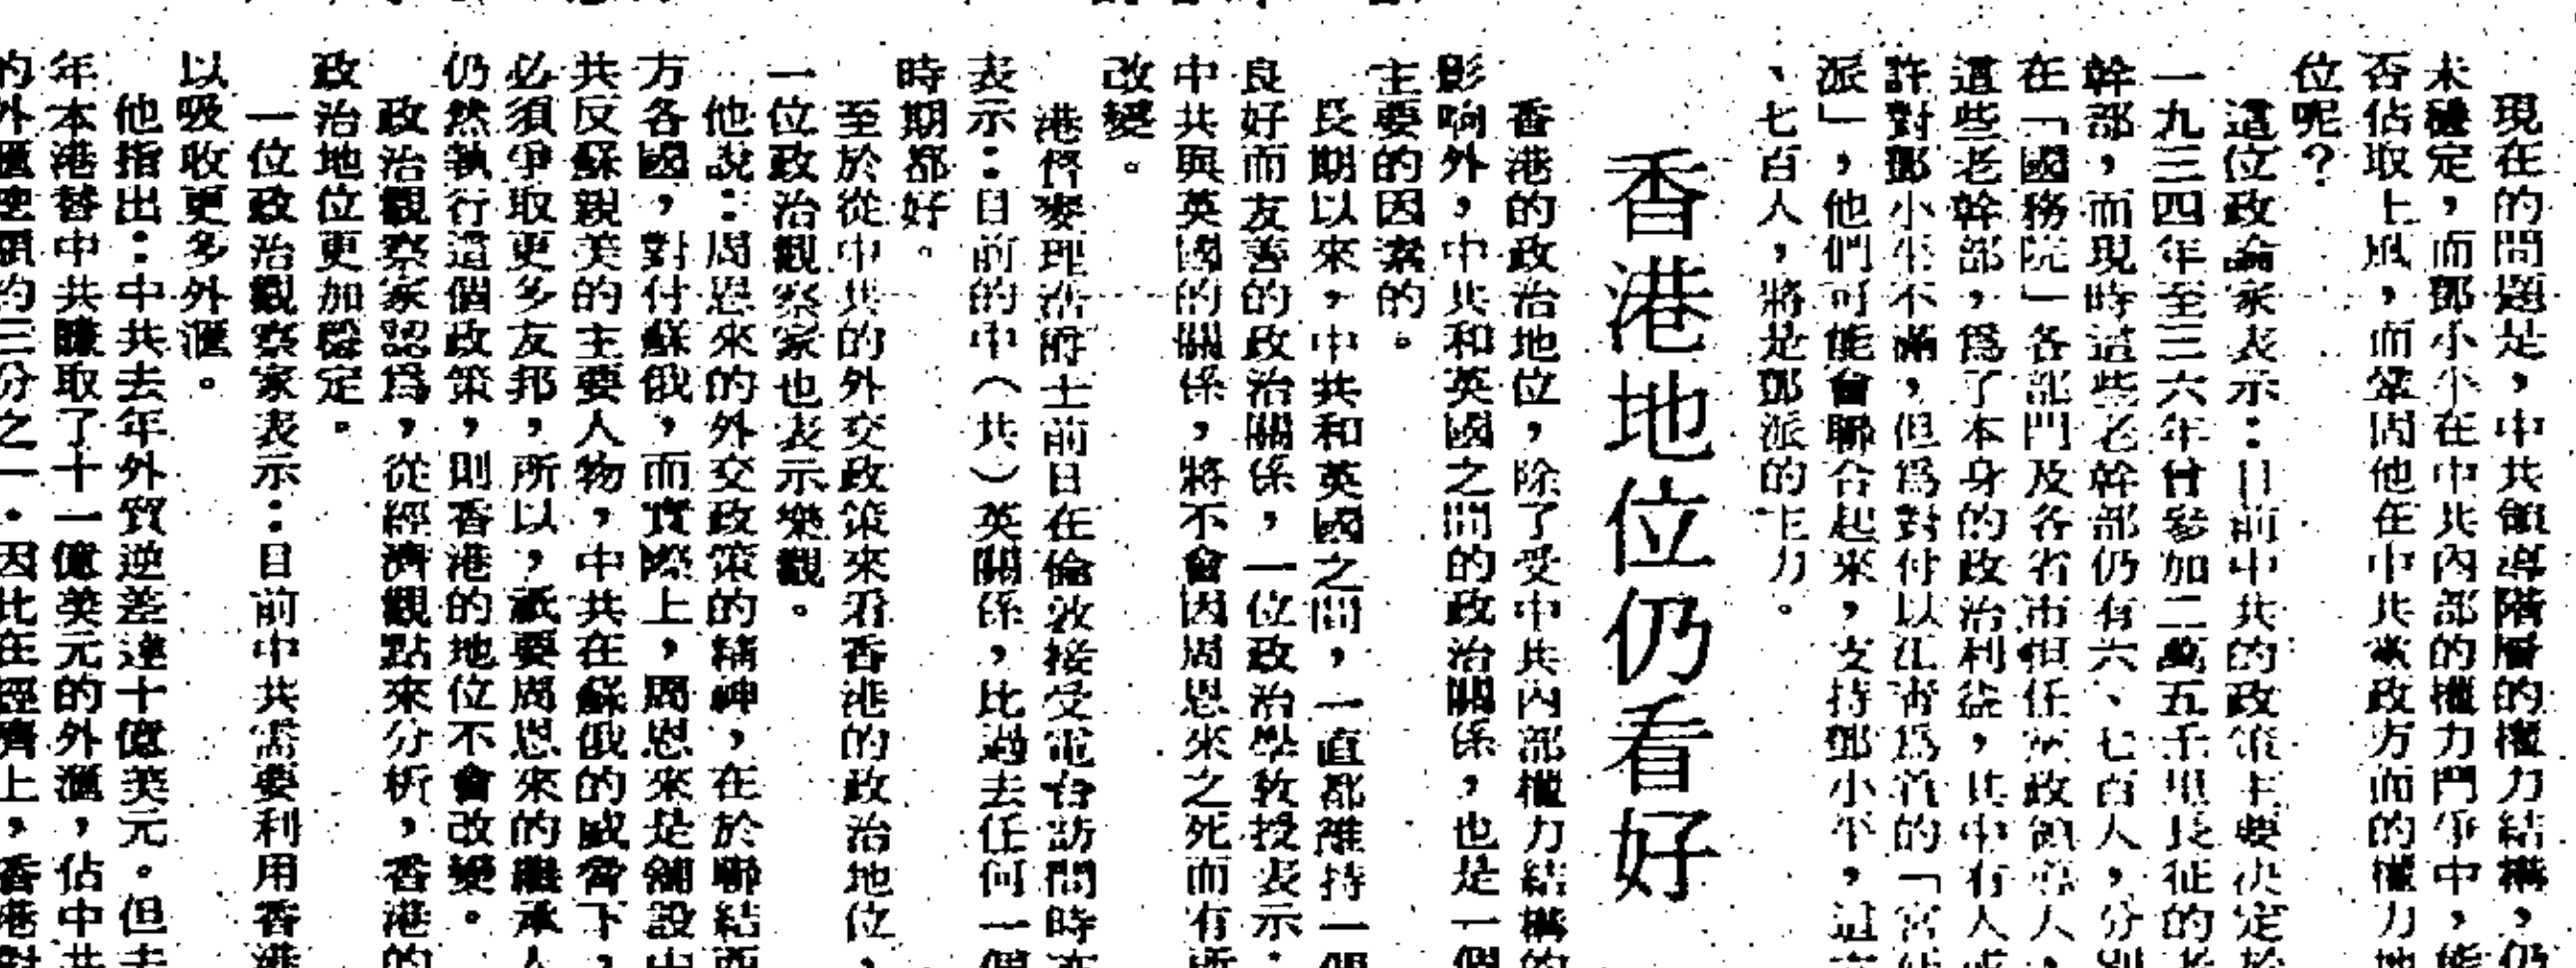 現在的問題是，中共領導階層的權力結構，仍
未穩定，而鄧小平在中共內部的權力鬥爭中，能
否佔取上風，而鞏固他在中共黨政方面的權力地
位呢？
這位政論家表示：目前中共的政策主要決定於
一九三四年至三六年曾參加二萬五千里長征的老
幹部，而現時這些老幹部仍有六、七百人，分別
在「國務院」各部門及各省市担任黨政領導人，
這些老幹部，為了本身的政治利益，其中有人或
許對鄧小平不滿，但為對付以江青為首的「宮廷
派」，他們可能會聯合起來，支持鄧小平，這
、七百人，將是鄧派的主力。
香港地位仍看好
香港的政治地位，除了受中共內部權力結構的
影响外，中共和英國之間的政治關係，也是一個
主要的因素的。
長期以來，中共和英國之間，一直都維持一個
良好而友善的政治關係，一位政治學教授表示：
中共與英國的關係，將不會因周恩來之死而有所
改變。
港督麥理浩爵士前日在倫敦接受電台訪問時亦
表示：目前的中（共）英關係，比過去任何一個
時期都好。
至於從中共的外交政策來看香港的政治地位，
一位政治觀察家也表示樂觀。
他說：周恩來的外交政策的精神，在於聯結西
方各國，對付蘇俄，而實際上，周恩來是舖設中
共反蘇親美的主要人物，中共在蘇俄的威脅下，
必須爭取更多友邦，所以，祇要周恩來的繼承人
仍然執行這個政策，則香港的地位不會改變。
政治觀察家認為，從經濟觀點來分析，香港的
政治地位更加穩定。
一位政治觀察家表示：目前中共需要利用香港
以吸收更多外滙。
他指出：中共去年外貿逆差達十億美元。但去
年本港替中共賺取了十一億美元的外滙，佔中共
的外滙總額約三分之一．因此在經濟上，香港對